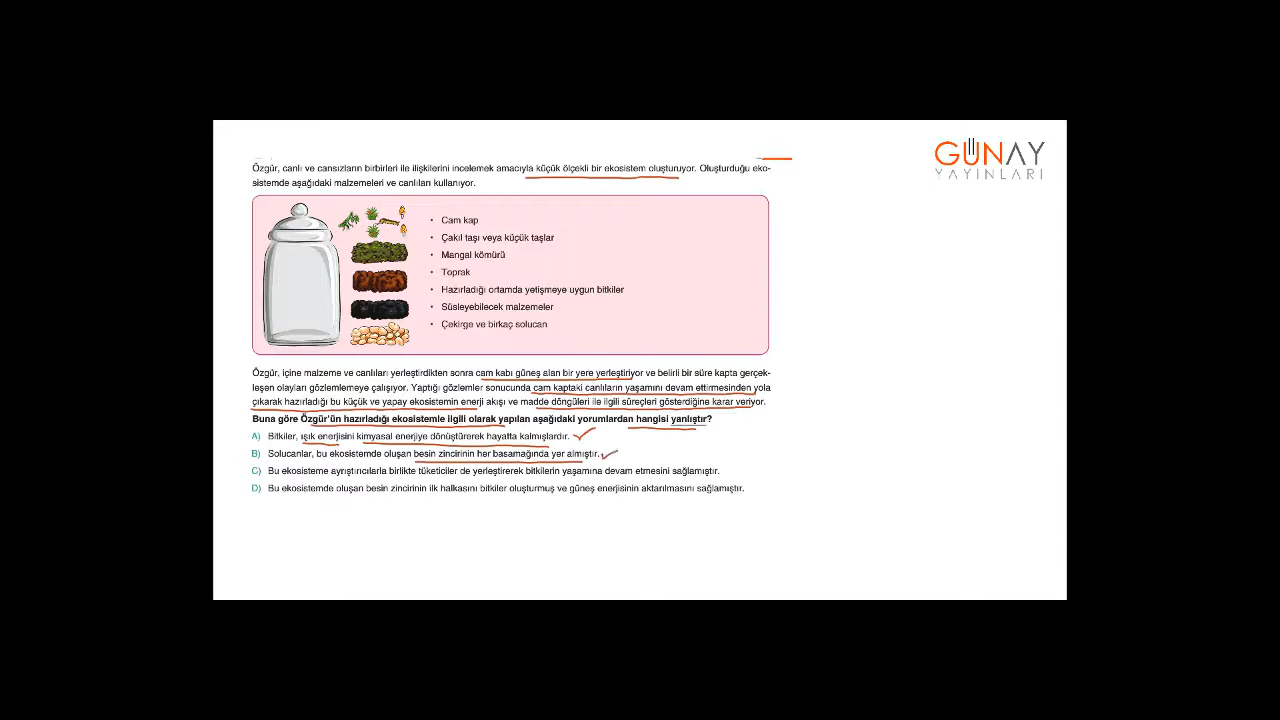 GÜNAY
YAYINLARI
Özgür, canlı ve cansızların birbirleri ile ilişkilerini incelemek amacıyla küçük ölçekli bir ekosistem oluşturuyor. Oluşturduğu eko-
sistemde aşağıdaki malzemeleri ve canlıları kullanıyor.
• Cam kap
• Çakıl taşı veya küçük taşlar
• Mangal kömürü
• Toprak
• Hazırladığı ortamda yetişmeye uygun bitkiler
• Süsleyebilecek malzemeler
• Çekirge ve birkaç solucan
Özgür, içine malzeme ve canlıları yerleştirdikten sonra cam kabı güneş alan bir yere yerleştiriyor ve belirli bir süre kapta gerçek-
leşen olayları gözlemlemeye çalışıyor. Yaptığı gözlemler sonucunda cam kaptaki canlıların yaşamını devam ettirmesinden yola
çıkarak hazırladığı bu küçük ve yapay ekosistemin enerji akışı ve madde döngüleri ile ilgili süreçleri gösterdiğine karar veriyor.
Buna göre Özgür'ün hazırladığı ekosistemle ilgili olarak yapılan aşağıdaki yorumlardan hangisi yanlıştır?
A) Bitkiler, ışık enerjisini kimyasal enerjiye dönüştürerek hayatta kalmışlardır.
B) Solucanlar, bu ekosistemde oluşan besin zincirinin her basamağında yer almıştır.
C) Bu ekosisteme ayrıştırıcılarla birlikte tüketiciler de yerleştirerek bitkilerin yaşamına devam etmesini sağlamıştır.
D) Bu ekosistemde oluşan besin zincirinin ilk halkasını bitkiler oluşturmuş ve güneş enerjisinin aktarılmasını sağlamıştır.